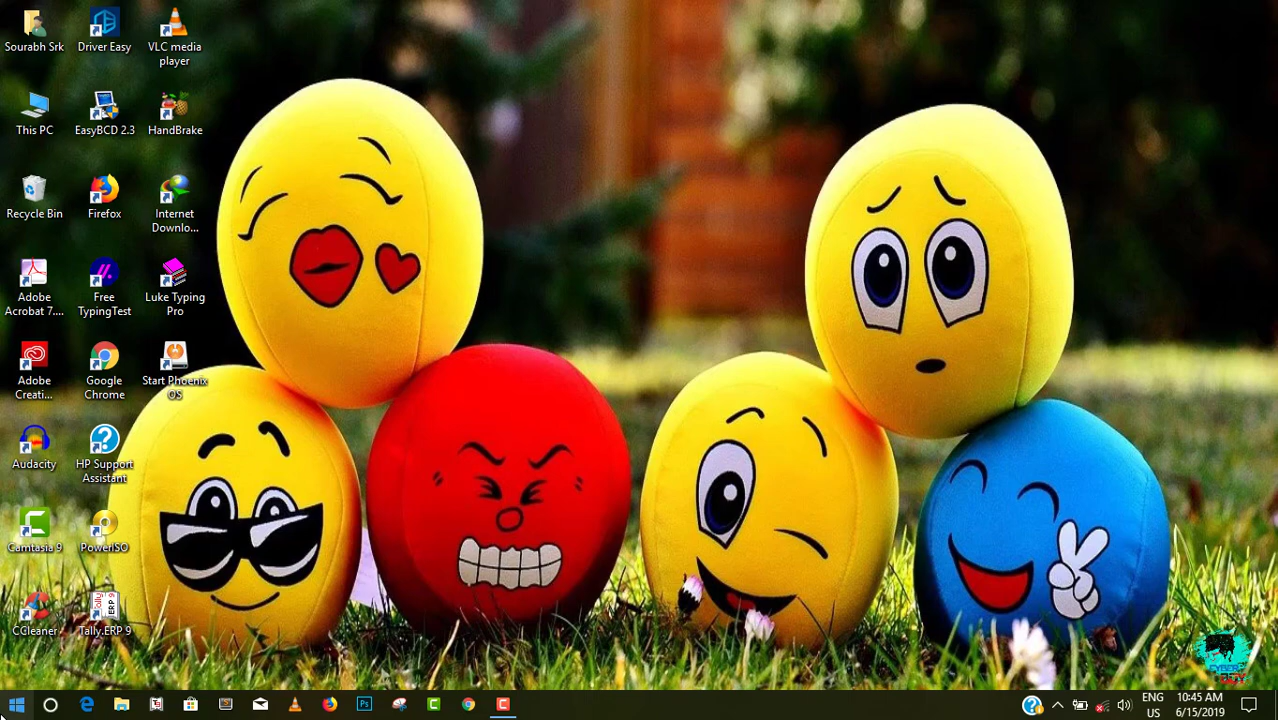 Sourabh Srk
Driver Easy
VLC media
player
This PC
EasyBCD 2.3
HandBrake
Recycle Bin
Firefox
Internet
Downlo...
Adobe
Acrobat 7....
Free
TypingTest
Luke Typing
Pro
Adobe
Creati...
Google
Chrome
Start Phoenix
OS
Audacity
HP Support
Assistant
Camtasia 9
PowerISO
CCleaner
Tally.ERP 9
CYBER
ENG
US
10:45 AM
6/15/2019